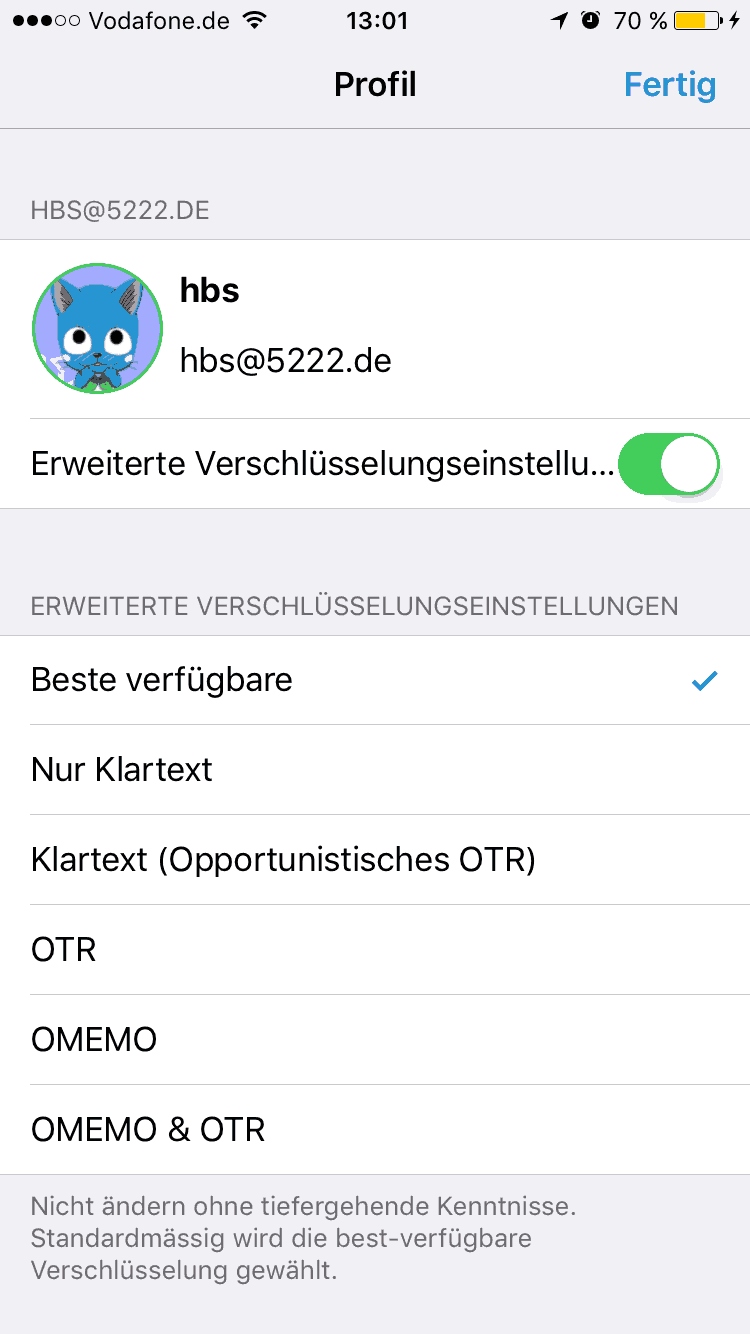 Vodafone.de 13:01 70 %
Profil Fertig
HBS@5222.DE
hbs
hbs@5222.de
Erweiterte Verschlüsselungseinstellu...
ERWEITERTE VERSCHLÜSSELUNGSEINSTELLUNGEN
Beste verfügbare
Nur Klartext
Klartext (Opportunistisches OTR)
OTR
OMEMO
OMEMO & OTR
Nicht ändern ohne tiefergehende Kenntnisse.
Standardmässig wird die best-verfügbare
Verschlüsselung gewählt.